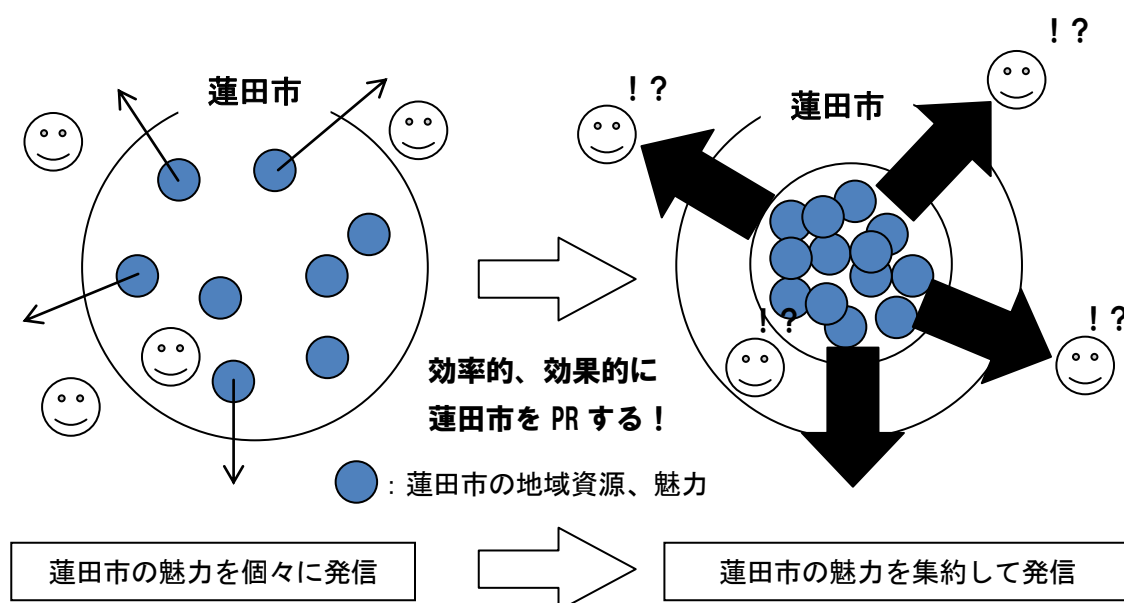 蓮田市
！？
！？
蓮田市
！？
！？
効率的、効果的に
蓮田市を PR する！
：蓮田市の地域資源、魅力
蓮田市の魅力を個々に発信
蓮田市の魅力を集約して発信